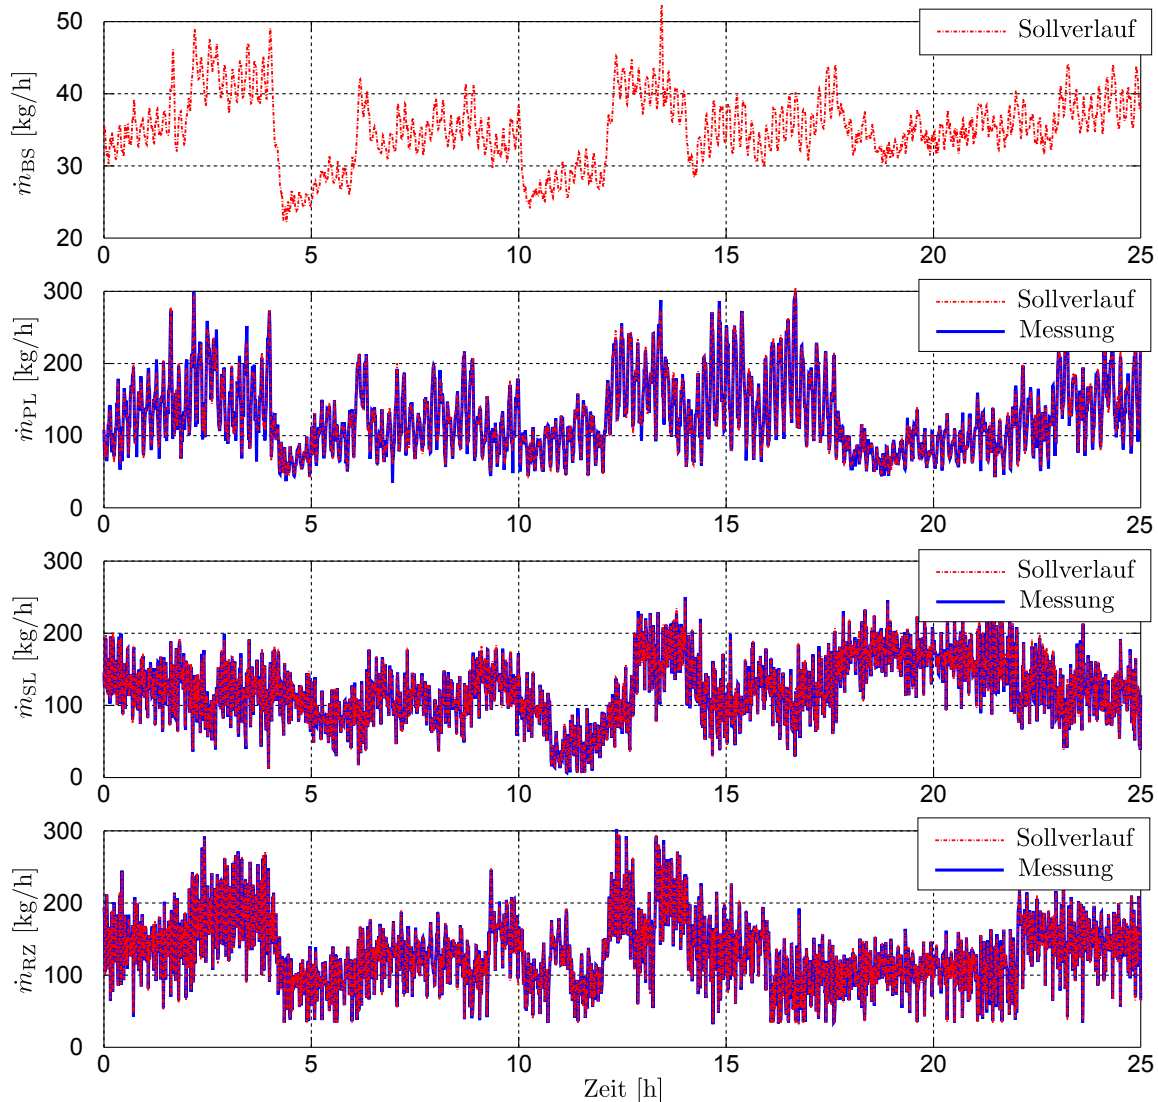 50
40
30
20
ṁBS [kg/h]
Sollverlauf
0 5 10 15 20 25
300
200
100
0
ṁPL [kg/h]
Sollverlauf
Messung
0 5 10 15 20 25
300
200
100
0
ṁSL [kg/h]
Sollverlauf
Messung
0 5 10 15 20 25
300
200
100
0
ṁRZ [kg/h]
Sollverlauf
Messung
0 5 10 15 20 25
Zeit [h]